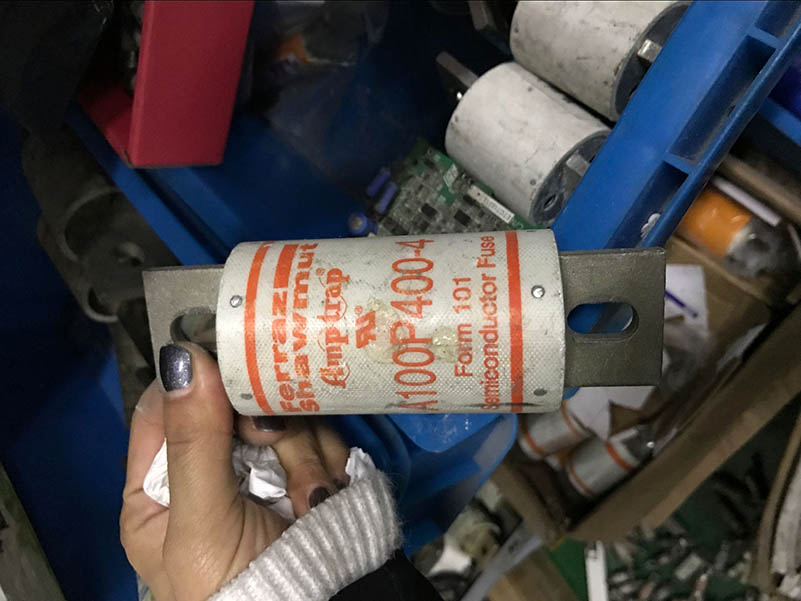 Ferraz
Shawmut
Amp-trap
A100P400-4
Form 101
Semiconductor Fuse